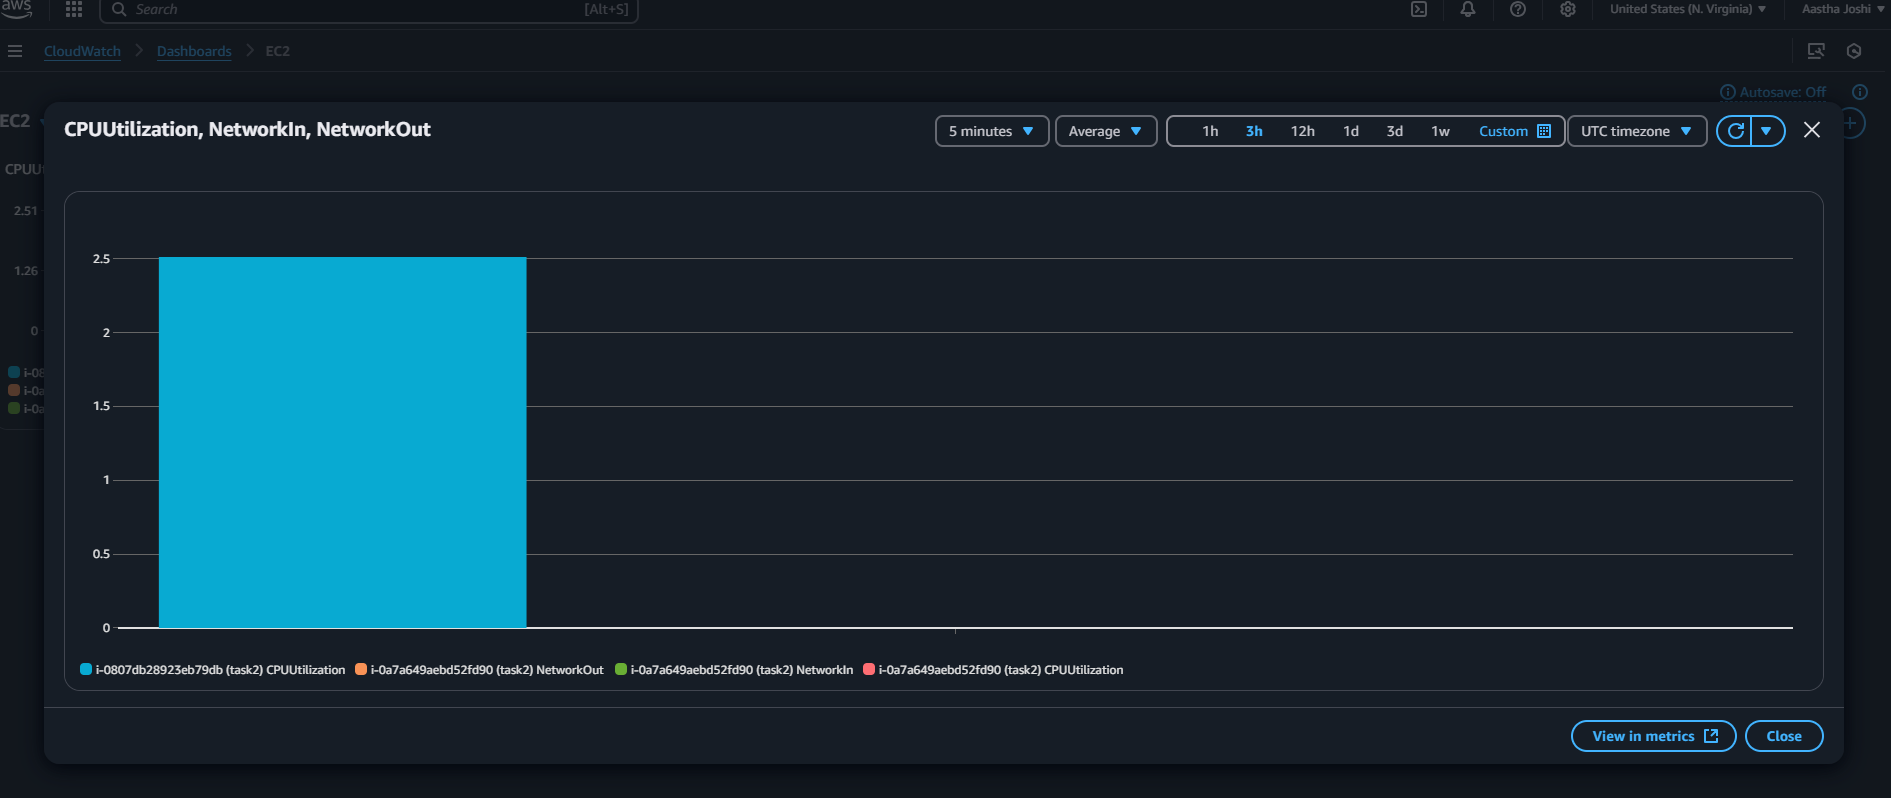 aws
Search [Alt+S] United States (N. Virginia) Aastha Joshi
CloudWatch Dashboards EC2
Autosave: Off
EC2
CPUUtilization, NetworkIn, NetworkOut 5 minutes Average 1h 3h 12h 1d 3d 1w Custom UTC timezone
CPUUt
2.51
1.26
0
i-08
i-0a
i-0a
2.5
2
1.5
1
0.5
0
i-0807db28923eb79db (task2) CPUUtilization i-0a7a649aebd52fd90 (task2) NetworkOut i-0a7a649aebd52fd90 (task2) NetworkIn i-0a7a649aebd52fd90 (task2) CPUUtilization
View in metrics Close